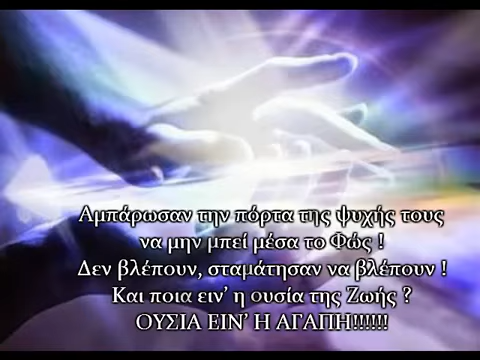 Αμπάρωσαν την πόρτα της ψυχής τους
να μην μπεί μέσα το Φώς !
Δεν βλέπουν, σταμάτησαν να βλέπουν !
Και ποια ειν' η ουσία της Ζωής ?
ΟΥΣΙΑ ΕΙΝ' Η ΑΓΑΠΗ!!!!!!